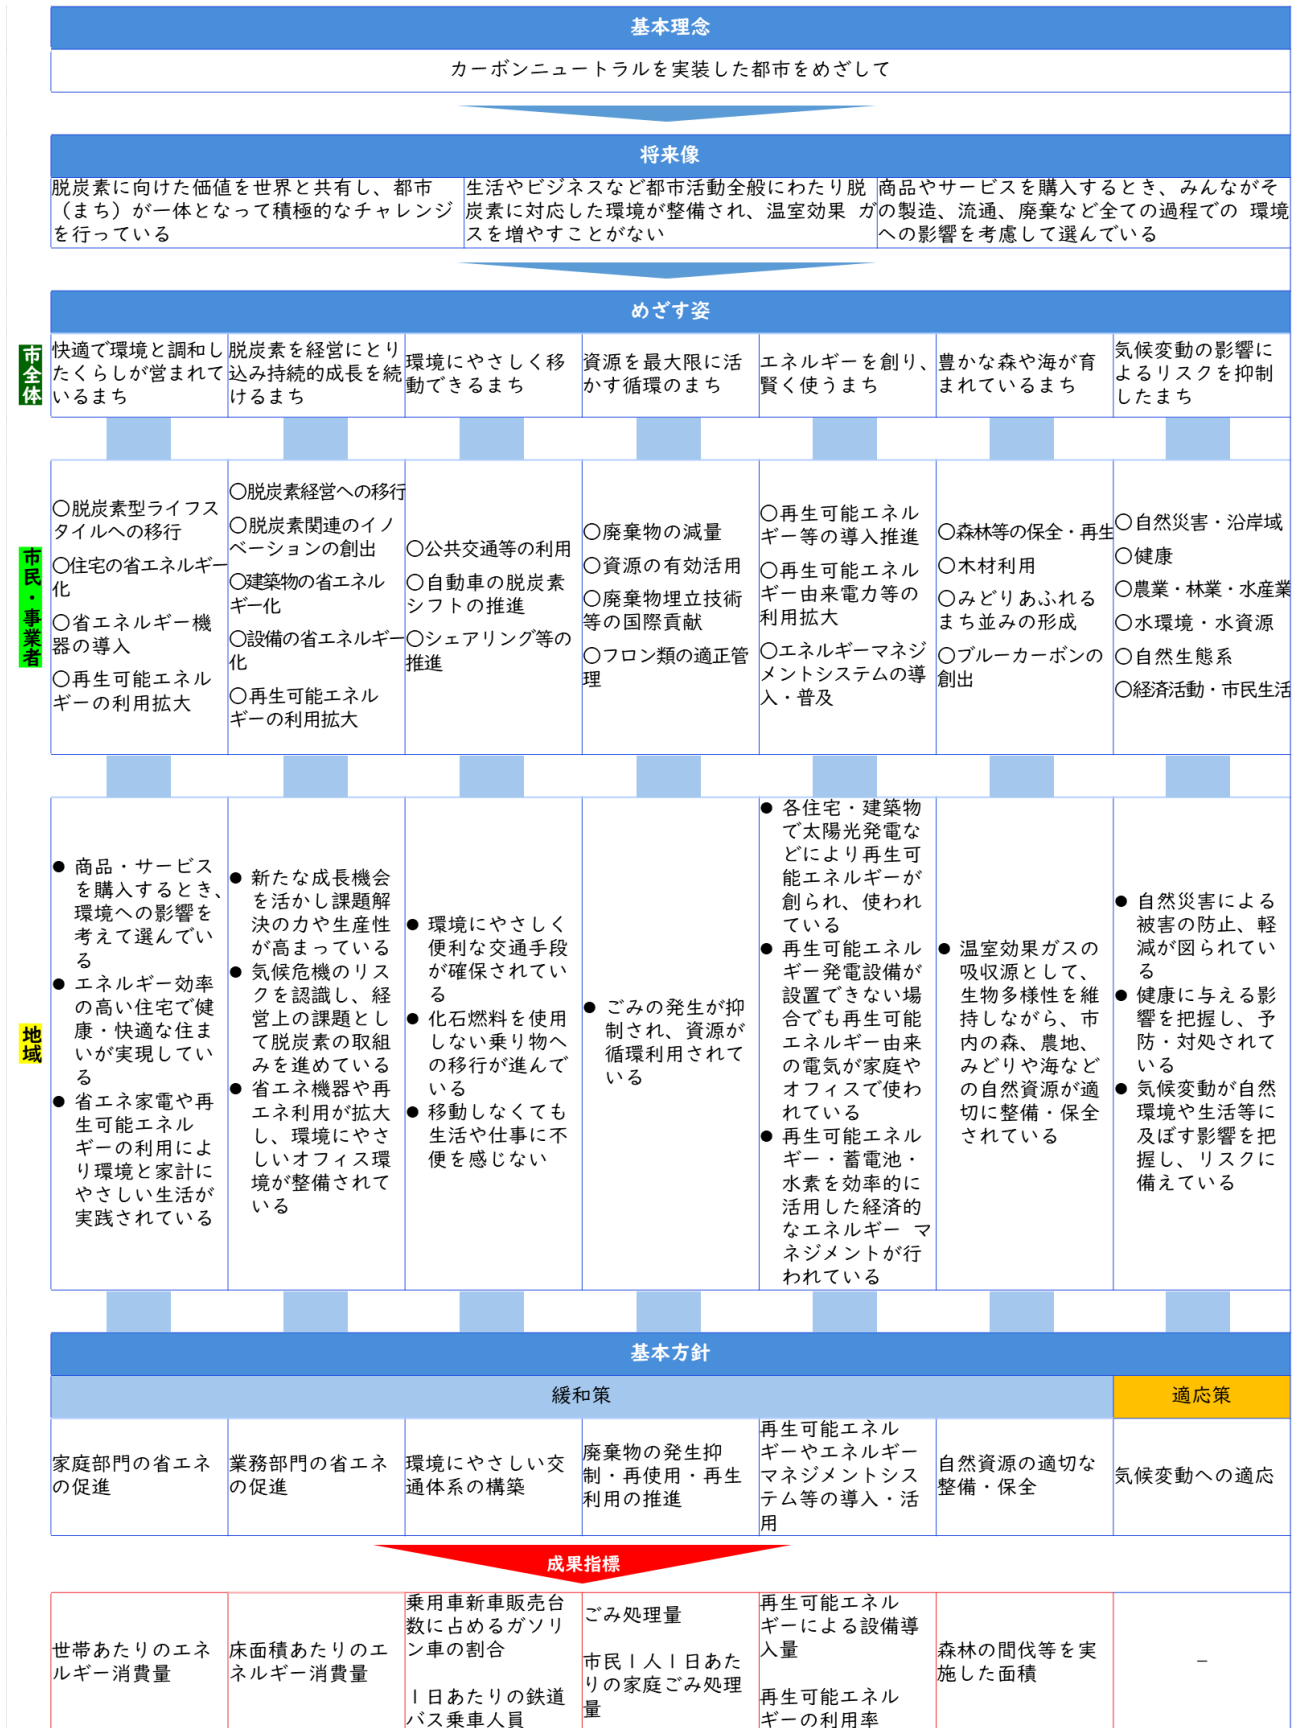 基本理念
カーボンニュートラルを実装した都市をめざして
将来像
脱炭素に向けた価値を世界と共有し、都市
（まち）が一体となって積極的なチャレンジ
を行っている
生活やビジネスなど都市活動全般にわたり脱
炭素に対応した環境が整備され、温室効果 ガ
スを増やすことがない
商品やサービスを購入するとき、みんながそ
の製造、流通、廃棄など全ての過程での 環境
への影響を考慮して選んでいる
めざす姿
市全体
快適で環境と調和し
たくらしが営まれて
いるまち
脱炭素を経営にとり
込み持続的成長を続
けるまち
環境にやさしく移
動できるまち
資源を最大限に活
かす循環のまち
エネルギーを創り、
賢く使うまち
豊かな森や海が育
まれているまち
気候変動の影響に
よるリスクを抑制
したまち
市民・事業者
〇脱炭素型ライフス
タイルへの移行
〇住宅の省エネルギー
化
〇省エネルギー機
器の導入
〇再生可能エネル
ギーの利用拡大
〇脱炭素経営への移行
〇脱炭素関連のイノ
ベーションの創出
〇建築物の省エネル
ギー化
〇設備の省エネルギー
化
〇再生可能エネル
ギーの利用拡大
〇公共交通等の利用
〇自動車の脱炭素
シフトの推進
〇シェアリング等の
推進
〇廃棄物の減量
〇資源の有効活用
〇廃棄物埋立技術
等の国際貢献
〇フロン類の適正管
理
〇再生可能エネル
ギー等の導入推進
〇再生可能エネル
ギー由来電力等の
利用拡大
〇エネルギーマネジ
メントシステムの導
入・普及
〇森林等の保全・再生
〇木材利用
〇みどりあふれる
まち並みの形成
〇ブルーカーボンの
創出
〇自然災害・沿岸域
〇健康
〇農業・林業・水産業
〇水環境・水資源
〇自然生態系
〇経済活動・市民生活
地域
● 商品・サービス
を購入するとき、
環境への影響を
考えて選んでい
る
● エネルギー効率
の高い住宅で健
康・快適な住ま
いが実現してい
る
● 省エネ家電や再
生可能エネル
ギーの利用によ
り環境と家計に
やさしい生活が
実践されている
● 新たな成長機会
を活かし課題解
決の力や生産性
が高まっている
● 気候危機のリス
クを認識し、経
営上の課題とし
て脱炭素の取組
みを進めている
● 省エネ機器や再
エネ利用が拡大
し、環境にやさ
しいオフィス環
境が整備されて
いる
● 環境にやさしく
便利な交通手段
が確保されてい
る
● 化石燃料を使用
しない乗り物へ
の移行が進んで
いる
● 移動しなくても
生活や仕事に不
便を感じない
● ごみの発生が抑
制され、資源が
循環利用されて
いる
● 各住宅・建築物
で太陽光発電な
どにより再生可
能エネルギーが
創られ、使われ
ている
● 再生可能エネル
ギー発電設備が
設置できない場
合でも再生可能
エネルギー由来
の電気が家庭や
オフィスで使わ
れている
● 再生可能エネル
ギー・蓄電池・
水素を効率的に
活用した経済的
なエネルギー マ
ネジメントが行
われている
● 温室効果ガスの
吸収源として、
生物多様性を維
持しながら、市
内の森、農地、
みどりや海など
の自然資源が適
切に整備・保全
されている
● 自然災害による
被害の防止、軽
減が図られてい
る
● 健康に与える影
響を把握し、予
防・対処されて
いる
● 気候変動が自然
環境や生活等に
及ぼす影響を把
握し、リスクに
備えている
基本方針
緩和策
適応策
家庭部門の省エネ
の促進
業務部門の省エネ
の促進
環境にやさしい交
通体系の構築
廃棄物の発生抑
制・再使用・再生
利用の推進
再生可能エネル
ギーやエネルギー
マネジメントシス
テム等の導入・活
用
自然資源の適切な
整備・保全
気候変動への適応
成果指標
世帯あたりのエネ
ルギー消費量
床面積あたりのエ
ネルギー消費量
乗用車新車販売台
数に占めるガソリ
ン車の割合
1日あたりの鉄道
バス乗車人員
ごみ処理量
市民1人1日あた
りの家庭ごみ処理
量
再生可能エネル
ギーによる設備導
入量
再生可能エネル
ギーの利用率
森林の間伐等を実
施した面積
–